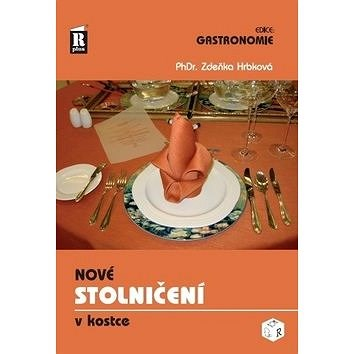 R
plus
EDICE:
GASTRONOMIE
PhDr. Zdeňka Hrbková
NOVÉ
STOLNIČENÍ
v kostce
R